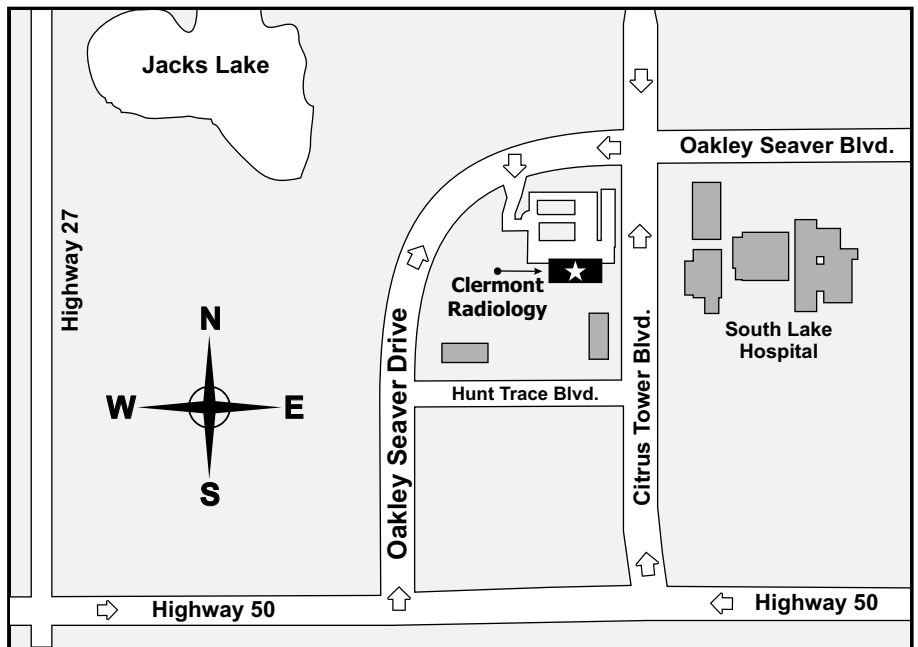 Jacks Lake
Oakley Seaver Blvd.
Highway 27
Clermont
Radiology
N
W
E
S
Oakley Seaver Drive
Citrus Tower Blvd.
South Lake
Hospital
Hunt Trace Blvd.
Highway 50
Highway 50